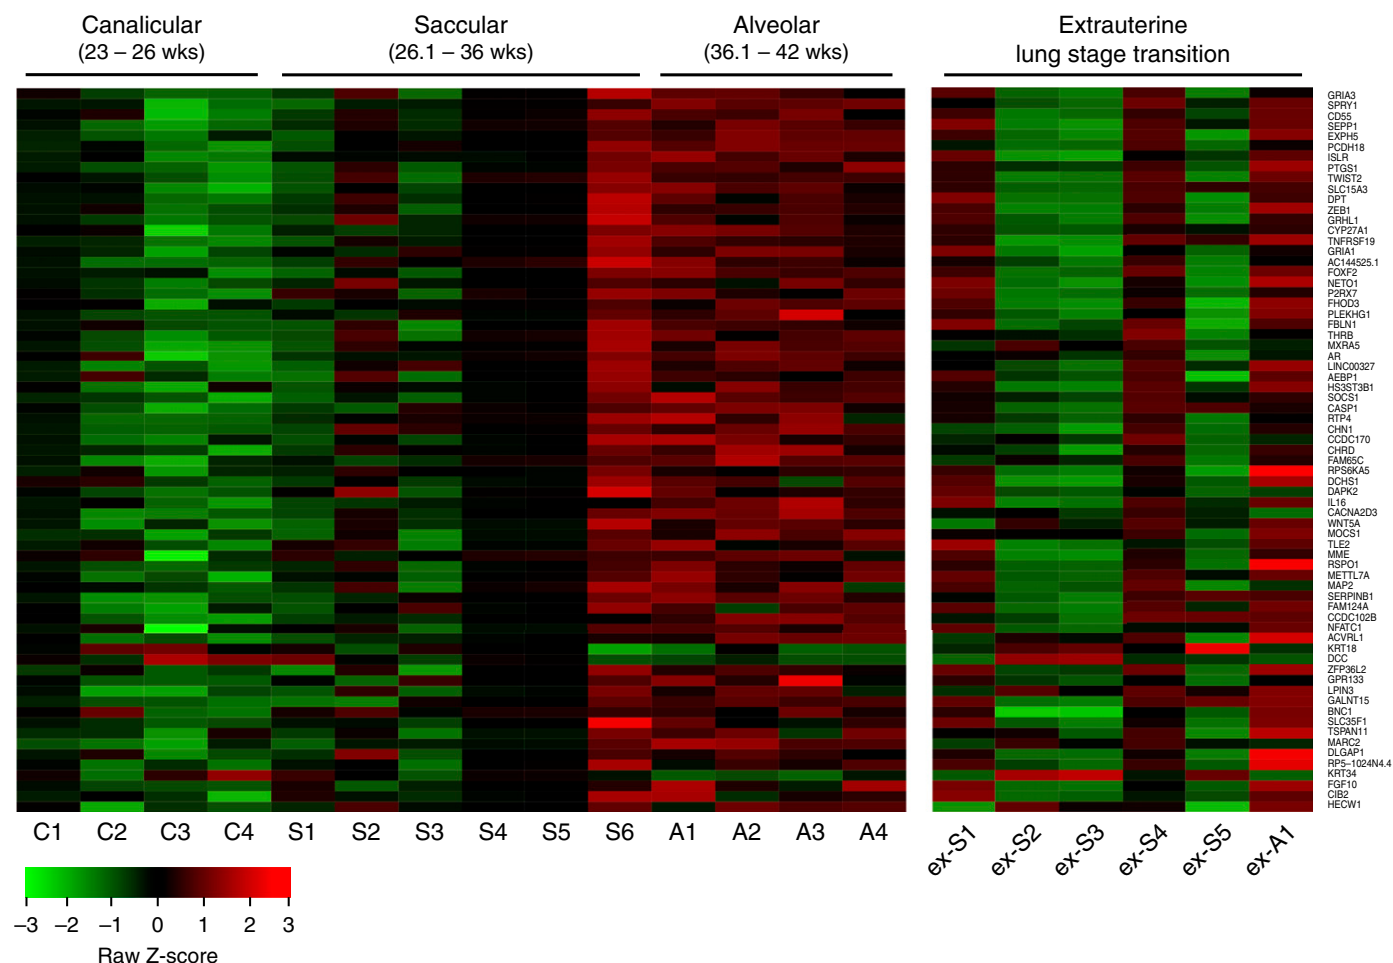 Canalicular
(23 – 26 wks)
Saccular
(26.1 – 36 wks)
Alveolar
(36.1 – 42 wks)
Extrauterine
lung stage transition
GRIA3
SPRY1
CD55
SEPP1
EXPH5
PCDH18
ISLR
PTGS1
TWIST2
SLC15A3
DPT
ZEB1
GRHL1
CYP27A1
TNFRSF19
GRIA1
AC144525.1
FOXF2
NETO1
P2RX7
FHOD3
PLEKHG1
FBLN1
THRB
MXRA5
AR
LINC00327
AEBP1
HS3ST3B1
SOCS1
CASP1
RTP4
CHN1
CCDC170
CHRD
FAM65C
RPS6KA5
DCHS1
DAPK2
IL16
CACNA2D3
WNT5A
MOCS1
TLE2
MME
RSPO1
METTL7A
MAP2
SERPINB1
FAM124A
CCDC102B
NFATC1
ACVRL1
KRT18
DCC
ZFP36L2
GPR133
LPIN3
GALNT15
BNC1
SLC35F1
TSPAN11
MARC2
DLGAP1
RP5–1024N4.4
KRT34
FGF10
CIB2
HECW1
C1 C2 C3 C4 S1 S2 S3 S4 S5 S6 A1 A2 A3 A4
ex-S1 ex-S2 ex-S3 ex-S4 ex-S5 ex-A1
–3 –2 –1 0 1 2 3
Raw Z-score